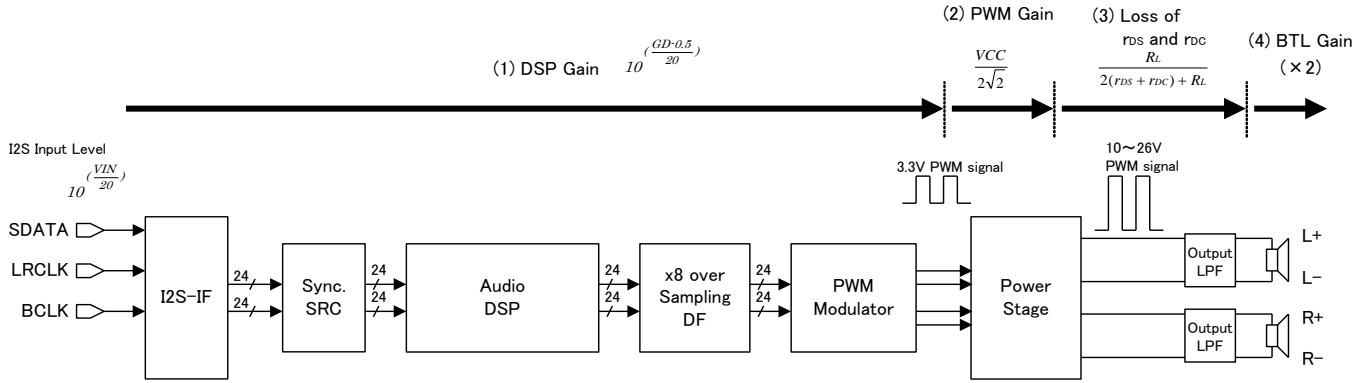 (2) PWM Gain
(3) Loss of
rDS and rDC
(4) BTL Gain
(×2)
(1) DSP Gain 10^(GD-0.5/20)
VCC
2√2
RL
2(rDS + rDC) + RL
I2S Input Level
10^(VIN/20)
3.3V PWM signal
10～26V
PWM signal
SDATA
LRCLK
BCLK
I2S-IF
24
24
Sync.
SRC
24
24
Audio
DSP
24
24
x8 over
Sampling
DF
24
24
PWM
Modulator
Power
Stage
Output
LPF
L+
L-
Output
LPF
R+
R-